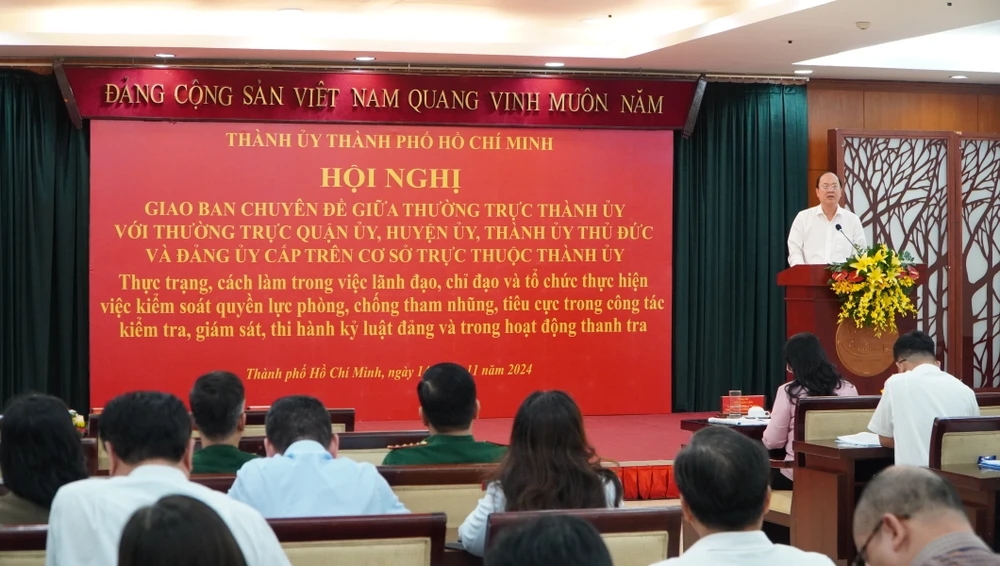 ĐẢNG CỘNG SẢN VIỆT NAM QUANG VINH MUÔN NĂM
THÀNH ỦY THÀNH PHỐ HỒ CHÍ MINH
HỘI NGHỊ
GIAO BAN CHUYÊN ĐỀ GIỮA THƯỜNG TRỰC THÀNH ỦY
VỚI THƯỜNG TRỰC QUẬN ỦY, HUYỆN ỦY, THÀNH ỦY THỦ ĐỨC
VÀ ĐẢNG ỦY CẤP TRÊN CƠ SỞ TRỰC THUỘC THÀNH ỦY
Thực trạng, cách làm trong việc lãnh đạo, chỉ đạo và tổ chức thực hiện
việc kiểm soát quyền lực phòng, chống tham nhũng, tiêu cực trong công tác
kiểm tra, giám sát, thi hành kỷ luật đảng và trong hoạt động thanh tra
Thành phố Hồ Chí Minh, ngày 11 2024